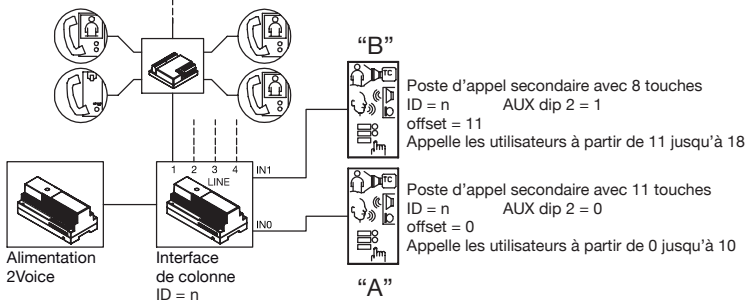 “B”
TC
Poste d’appel secondaire avec 8 touches
ID = n AUX dip 2 = 1
offset = 11
Appelle les utilisateurs à partir de 11 jusqu’à 18
1 2 3 4
LINE
IN1
IN0
TC
Poste d’appel secondaire avec 11 touches
ID = n AUX dip 2 = 0
offset = 0
Appelle les utilisateurs à partir de 0 jusqu’à 10
“A”
Alimentation
2Voice
Interface
de colonne
ID = n